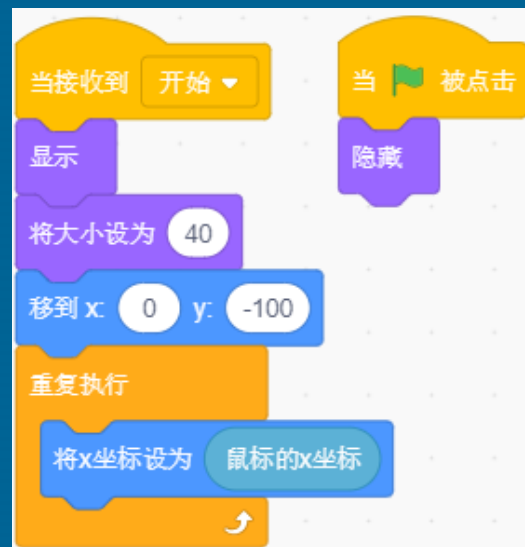 当接收到 开始
显示
将大小设为 40
移到 x: 0 y: -100
重复执行
将x坐标设为 鼠标的x坐标
当 被点击
隐藏